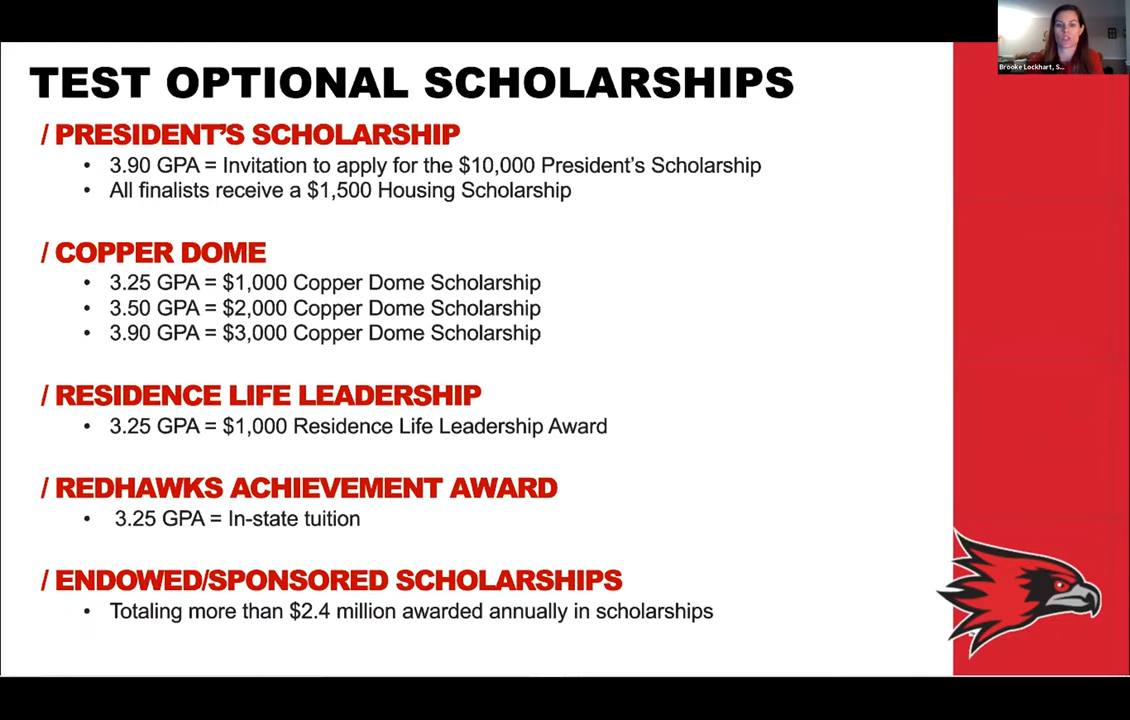 TEST OPTIONAL SCHOLARSHIPS
Brooke Lockhart, S...
/ PRESIDENT'S SCHOLARSHIP
• 3.90 GPA = Invitation to apply for the $10,000 President's Scholarship
• All finalists receive a $1,500 Housing Scholarship
/ COPPER DOME
• 3.25 GPA = $1,000 Copper Dome Scholarship
• 3.50 GPA = $2,000 Copper Dome Scholarship
• 3.90 GPA = $3,000 Copper Dome Scholarship
/ RESIDENCE LIFE LEADERSHIP
• 3.25 GPA = $1,000 Residence Life Leadership Award
/ REDHAWKS ACHIEVEMENT AWARD
• 3.25 GPA = In-state tuition
/ ENDOWED/SPONSORED SCHOLARSHIPS
• Totaling more than $2.4 million awarded annually in scholarships